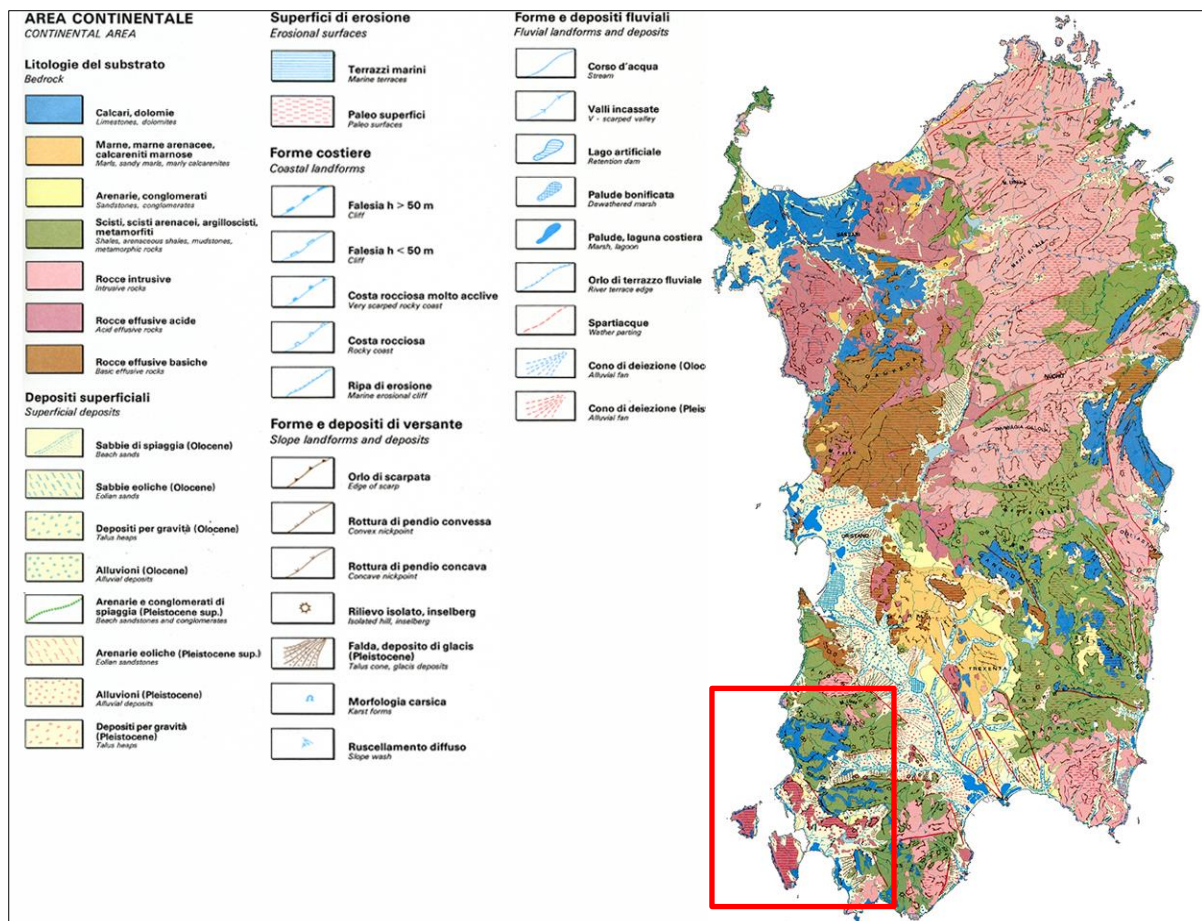 AREA CONTINENTALE
CONTINENTAL AREA
Litologie del substrato
Bedrock
Calcari, dolomie
Limestones, dolomites
Marne, marne arenacee,
calcareniti marnose
Marls, sandy marls, marly calcarenites
Arenarie, conglomerati
Sandstones, conglomerates
Scisti, scisti arenacei, argilloscisti,
metamorfiti
Shales, arenaceous shales, mudstones,
metamorphic rocks
Rocce intrusive
Intrusive rocks
Rocce effusive acide
Acid effusive rocks
Rocce effusive basiche
Basic effusive rocks
Depositi superficiali
Superficial deposits
Sabbie di spiaggia (Olocene)
Beach sands
Sabbie eoliche (Olocene)
Eolian sands
Depositi per gravità (Olocene)
Talus heaps
Alluvioni (Olocene)
Alluvial deposits
Arenarie e conglomerati di
spiaggia (Pleistocene sup.)
Beach sandstones and conglomerates
Arenarie eoliche (Pleistocene sup.)
Eolian sandstones
Alluvioni (Pleistocene)
Alluvial deposits
Depositi per gravità
(Pleistocene)
Talus heaps
Superfici di erosione
Erosional surfaces
Terrazzi marini
Marine terraces
Paleo superfici
Paleo surfaces
Forme costiere
Coastal landforms
Falesia h > 50 m
Cliff
Falesia h < 50 m
Cliff
Costa rocciosa molto acclive
Very scarped rocky coast
Costa rocciosa
Rocky coast
Ripa di erosione
Marine erosional cliff
Forme e depositi di versante
Slope landforms and deposits
Orlo di scarpata
Edge of scarp
Rottura di pendio convessa
Convex nickpoint
Rottura di pendio concava
Concave nickpoint
Rilievo isolato, inselberg
Isolated hill, inselberg
Falda, deposito di glacis
(Pleistocene)
Talus cone, glacis deposits
Morfologia carsica
Karst forms
Ruscellamento diffuso
Slope wash
Forme e depositi fluviali
Fluvial landforms and deposits
Corso d'acqua
Stream
Valli incassate
V - scarped valley
Lago artificiale
Retention dam
Palude bonificata
Dewathered marsh
Palude, laguna costiera
Marsh, lagoon
Orlo di terrazzo fluviale
River terrace edge
Spartiacque
Wather parting
Cono di deiezione (Oloc
Alluvial fan
Cono di deiezione (Pleis
Alluvial fan
SASSARI
NUORO
ORISTANO
TREXENTA